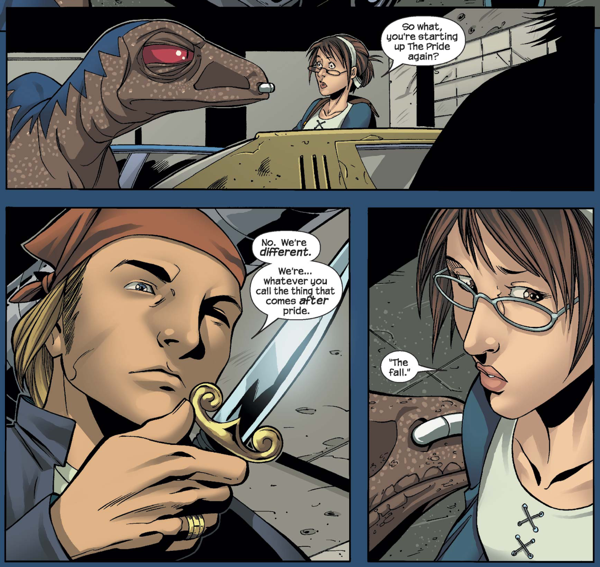 So what,
you're starting
up The Pride
again?
No. We're
different.
We're...
whatever you
call the thing that
comes after
pride.
"The
fall."